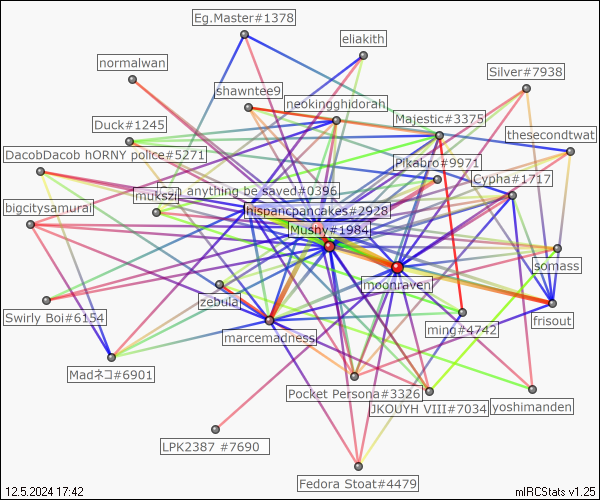 Eg.Master#1378
eliakith
normalwan
Silver#7938
shawntee9
neokingghidorah
Majestic#3375
Duck#1245
thesecondtwat
DacobDacob hORNY police#5271
Pikabro#9971
Cypha#1717
anything be sayed#0396
mukszi
bigcitysamurai
hispanicpancakes#2928
Mushy#1984
somass
moonraven
zebula
Swirly Boi#6154
frisout
ming#4742
marcemadness
Madネコ#6901
Pocket Persona#3326
JKOUYH VIII#7034
yoshimanden
LPK2387 #7690
Fedora Stoat#4479
12.5.2024 17:42
mIRCStats v1.25